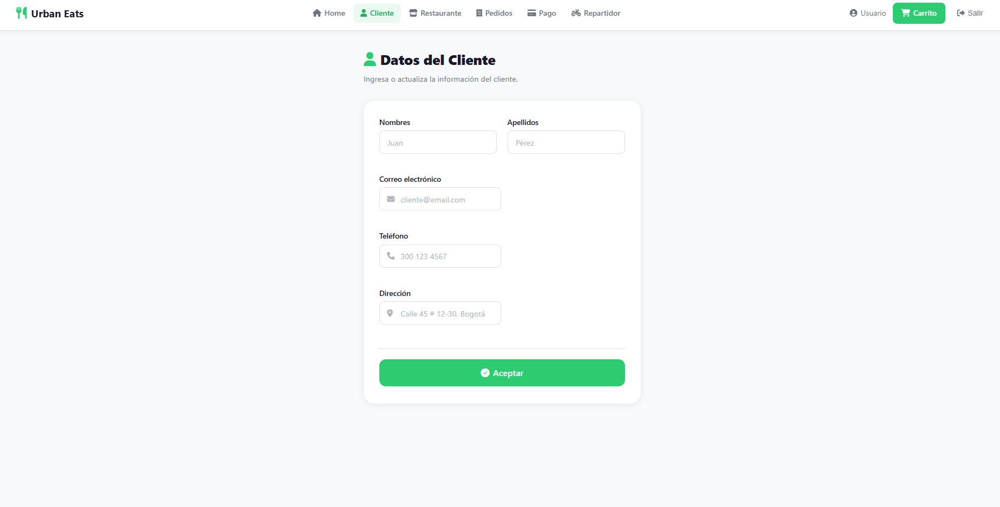 Urban Eats
Home
Cliente
Restaurante
Pedidos
Pago
Repartidor
Usuario
Carrito
Salir
Datos del Cliente
Ingresa o actualiza la información del cliente.
Nombres
Apellidos
Juan
Pérez
Correo electrónico
cliente@email.com
Teléfono
300 123 4567
Dirección
Calle 45 # 12-30, Bogotá
Aceptar